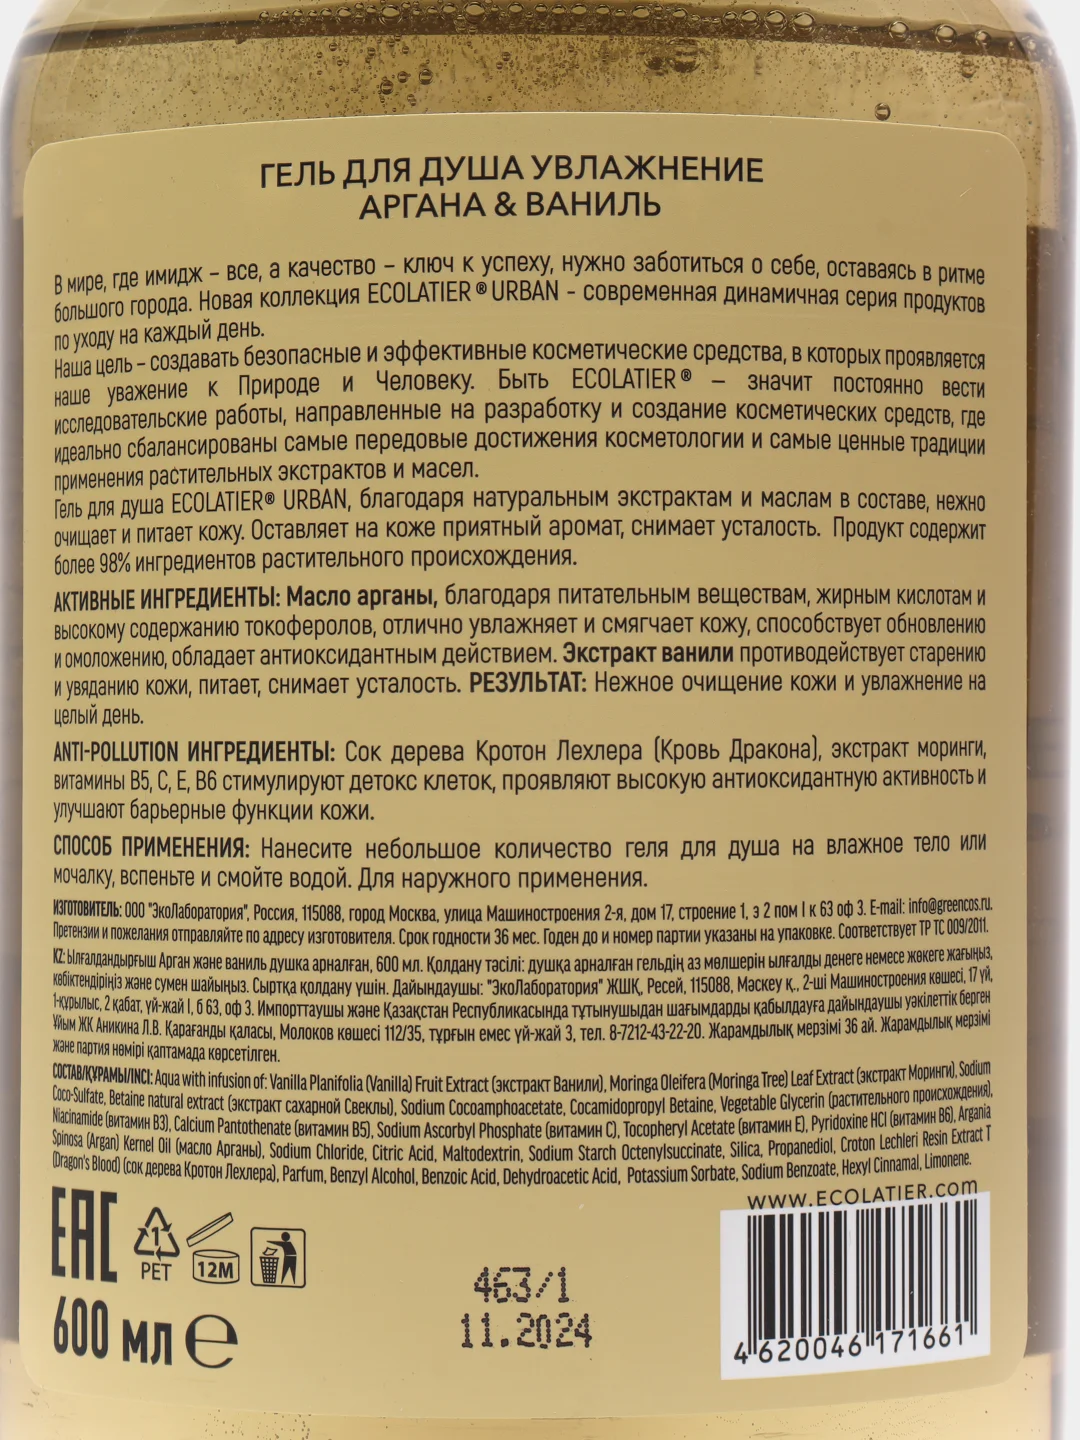 ГЕЛЬ ДЛЯ ДУША УВЛАЖНЕНИЕ
АРГАНА & ВАНИЛЬ
В мире, где имидж – все, а качество – ключ к успеху, нужно заботиться о себе, оставаясь в ритме
большого города. Новая коллекция ECOLATIER® URBAN - современная динамичная серия продуктов
по уходу на каждый день.
Наша цель – создавать безопасные и эффективные косметические средства, в которых проявляется
наше уважение к Природе и Человеку. Быть ECOLATIER® – значит постоянно вести
исследовательские работы, направленные на разработку и создание косметических средств, где
идеально сбалансированы самые передовые достижения косметологии и самые ценные традиции
применения растительных экстрактов и масел.
Гель для душа ECOLATIER® URBAN, благодаря натуральным экстрактам и маслам в составе, нежно
очищает и питает кожу. Оставляет на коже приятный аромат, снимает усталость. Продукт содержит
более 98% ингредиентов растительного происхождения.
АКТИВНЫЕ ИНГРЕДИЕНТЫ: Масло арганы, благодаря питательным веществам, жирным кислотам и
высокому содержанию токоферолов, отлично увлажняет и смягчает кожу, способствует обновлению
и омоложению, обладает антиоксидантным действием. Экстракт ванили противодействует старению
и увяданию кожи, питает, снимает усталость. РЕЗУЛЬТАТ: Нежное очищение кожи и увлажнение на
целый день.
ANTI-POLLUTION ИНГРЕДИЕНТЫ: Сок дерева Кротон Лехлера (Кровь Дракона), экстракт моринги,
витамины B5, C, E, B6 стимулируют детокс клеток, проявляют высокую антиоксидантную активность и
улучшают барьерные функции кожи.
СПОСОБ ПРИМЕНЕНИЯ: Нанесите небольшое количество геля для душа на влажное тело или
мочалку, вспеньте и смойте водой. Для наружного применения.
ИЗГОТОВИТЕЛЬ: ООО "ЭкоЛаборатория", Россия, 115088, город Москва, улица Машиностроения 2-я, дом 17, строение 1, э 2 пом I к 63 оф 3. E-mail: info@greencos.ru.
Претензии и пожелания отправляйте по адресу изготовителя. Срок годности 36 мес. Годен до и номер партии указаны на упаковке. Соответствует ТР ТС 009/2011.
KZ: Ылғалдандырғыш Арган және ваниль душка арналған, 600 мл. Қолдану тәсілі: душқа арналған гельдің аз мөлшерін ылғалды денеге немесе жөкеге жағыңыз,
көбіктендіріңіз және сумен шайыңыз. Сыртқа қолдану үшін. Дайындаушы: "ЭкоЛаборатория" ЖШҚ, Ресей, 115088, Мәскеу қ., 2-ші Машиностроения көшесі, 17 үй,
1-құрылыс, 2 қабат, үй-жай I, б 63, оф 3. Импорттаушы және Қазақстан Республикасында тұтынушыдан шағымдарды қабылдауға дайындаушы уәкілеттік берген
Ұйым ЖК Аникина Л.В. Қарағанды қаласы, Молоков көшесі 112/35, тұрғын емес үй-жай 3, тел. 8-7212-43-22-20. Жарамдылық мерзімі 36 ай. Жарамдылық мерзімі
және партия нөмірі қаптамада көрсетілген.
СОСТАВ/ҚҰРАМЫ/INCI: Aqua with infusion of: Vanilla Planifolia (Vanilla) Fruit Extract (экстракт Ванили), Moringa Oleifera (Moringa Tree) Leaf Extract (экстракт Моринги), Sodium
Coco-Sulfate, Betaine natural extract (экстракт сахарной Свеклы), Sodium Cocoamphoacetate, Cocamidopropyl Betaine, Vegetable Glycerin (растительного происхождения),
Niacinamide (витамин B3), Calcium Pantothenate (витамин B5), Sodium Ascorbyl Phosphate (витамин C), Tocopheryl Acetate (витамин E), Pyridoxine HCl (витамин B6), Argania
Spinosa (Argan) Kernel Oil (масло Арганы), Sodium Chloride, Citric Acid, Maltodextrin, Sodium Starch Octenylsuccinate, Silica, Propanediol, Croton Lechleri Resin Extract T
(Dragon's Blood) (сок дерева Кротон Лехлера), Parfum, Benzyl Alcohol, Benzoic Acid, Dehydroacetic Acid, Potassium Sorbate, Sodium Benzoate, Hexyl Cinnamal, Limonene.
WWW.ECOLATIER.com
EAC
1
PET
12M
463/1
11.2024
600 мл ℮
4 620046 171661